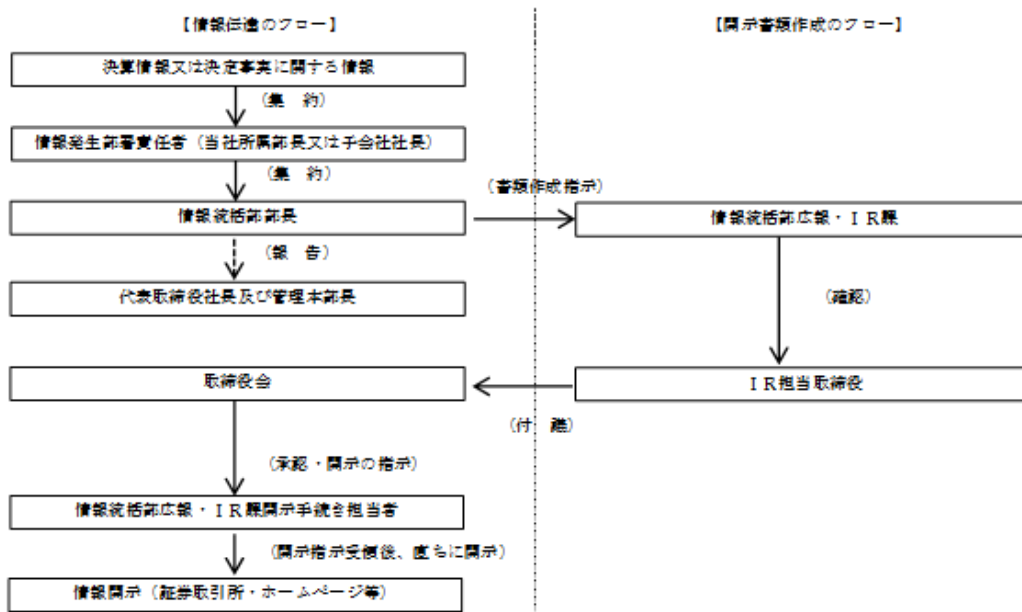 【情報伝達のフロー】
【開示書類作成のフロー】
決算情報又は決定事実に関する情報
（集　約）
情報発生部署責任者（当社所属部長又は子会社社長）
（集　約）
（書類作成指示）
情報統括部部長
情報統括部広報・ＩＲ課
（報　告）
代表取締役社長及び管理本部長
（確認）
取締役会
ＩＲ担当取締役
（付　議）
（承認・開示の指示）
情報統括部広報・ＩＲ課開示手続き担当者
（開示指示受領後、直ちに開示）
情報開示（証券取引所・ホームページ等）